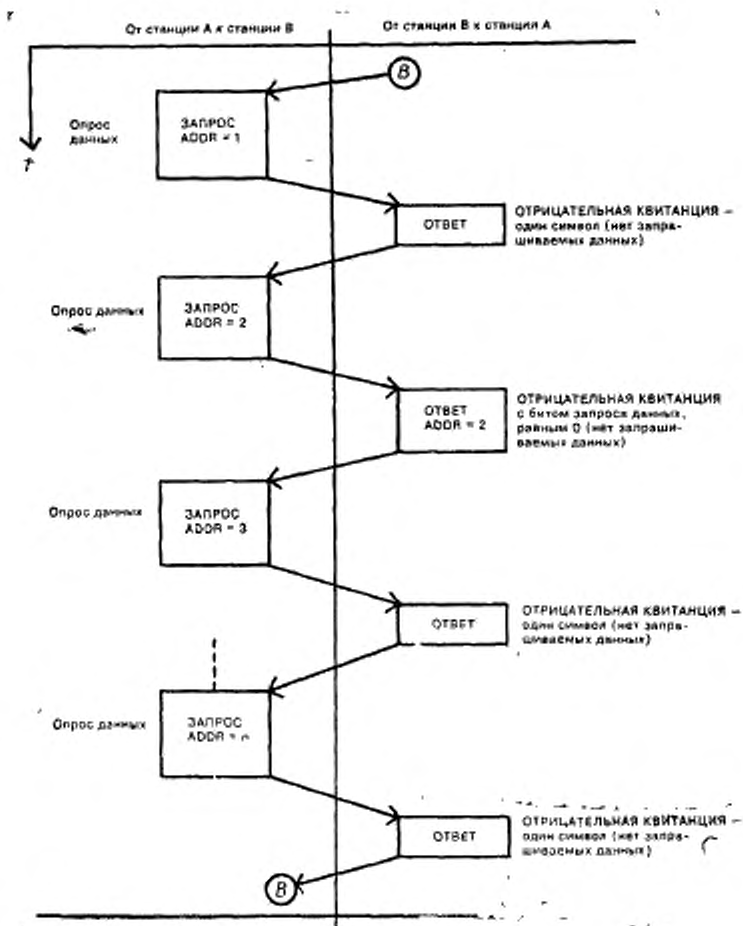 От станции А к станции В
От станции В к станции А
В
Опрос
данных
ЗАПРОС
ADDR = 1
t
ОТВЕТ
ОТРИЦАТЕЛЬНАЯ КВИТАНЦИЯ —
один символ (нет запра-
шиваемых данных)
Опрос данных
ЗАПРОС
ADDR = 2
ОТВЕТ
ADDR = 2
ОТРИЦАТЕЛЬНАЯ КВИТАНЦИЯ
с битом запроса данных,
равным 0 (нет запраши-
ваемых данных)
Опрос данных
ЗАПРОС
ADDR = 3
ОТВЕТ
ОТРИЦАТЕЛЬНАЯ КВИТАНЦИЯ —
один символ (нет запра-
шиваемых данных)
Опрос данных
ЗАПРОС
ADDR = n
ОТВЕТ
ОТРИЦАТЕЛЬНАЯ КВИТАНЦИЯ —
один символ (нет запра-
шиваемых данных)
В